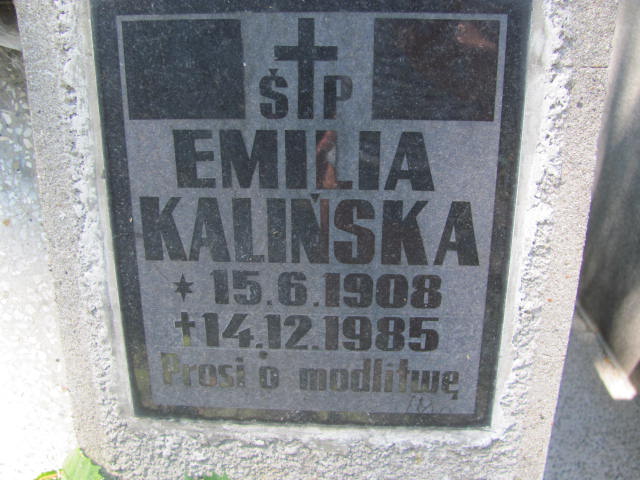 ŚP
EMILIA
KALIŃSKA
* 15.6.1908
†14.12.1985
Prosi o modlitwę